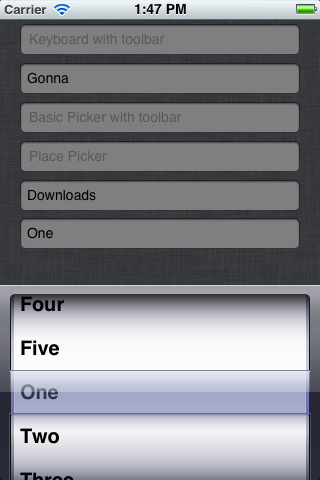 Carrier 1:47 PM
Keyboard with toolbar
Gonna
Basic Picker with toolbar
Place Picker
Downloads
One
Four
Five
One
Two
Three